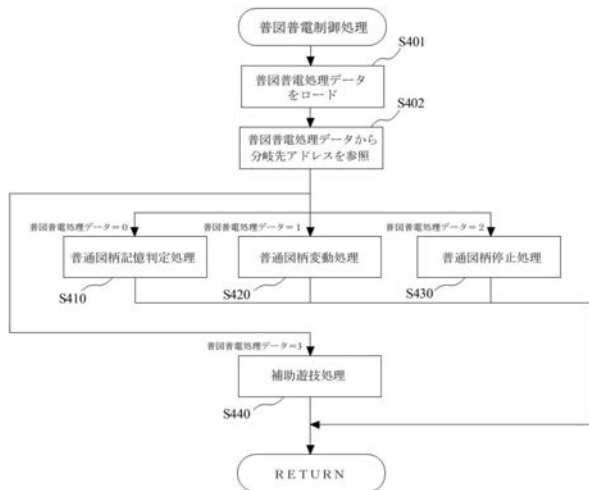 普図普電制御処理
S401
普図普電処理データ
をロード
S402
普図普電処理データから
分岐先アドレスを参照
普図普電処理データ=0
普図普電処理データ=1
普図普電処理データ=2
普通図柄記憶判定処理
普通図柄変動処理
普通図柄停止処理
S410
S420
S430
普図普電処理データ=3
補助遊技処理
S440
RETURN